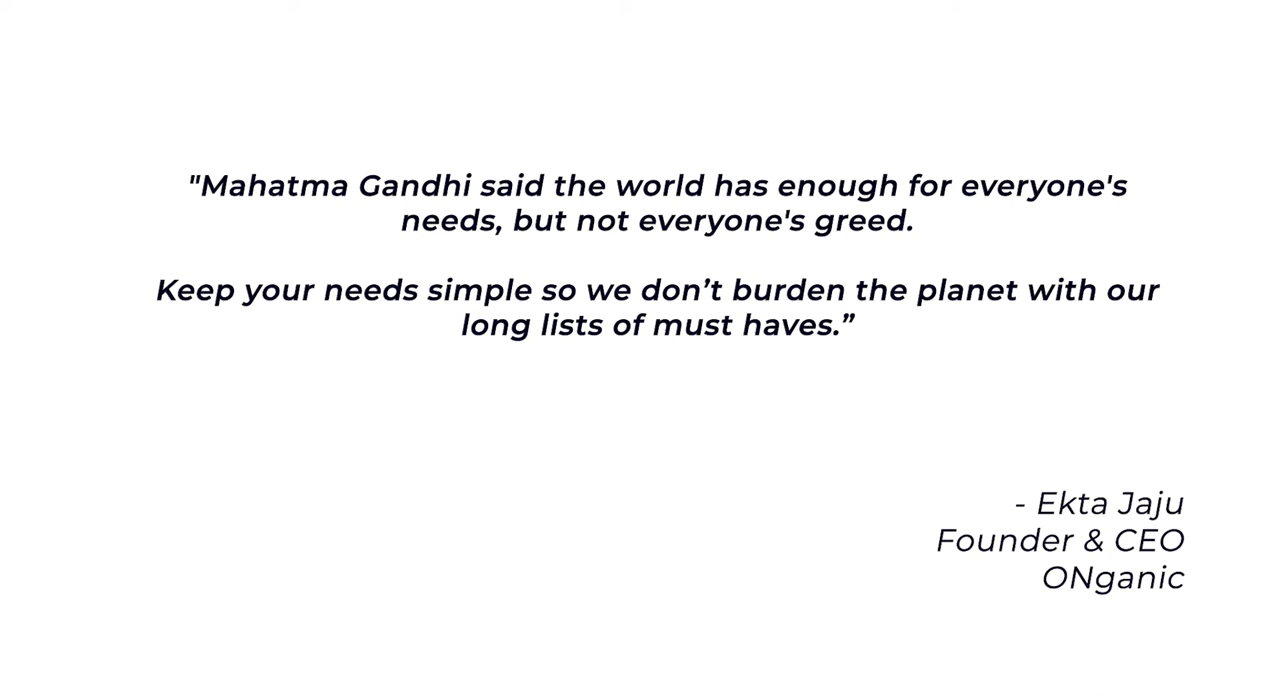 "Mahatma Gandhi said the world has enough for everyone's
needs, but not everyone's greed.
Keep your needs simple so we don’t burden the planet with our
long lists of must haves.”
- Ekta Jaju
Founder & CEO
ONganic